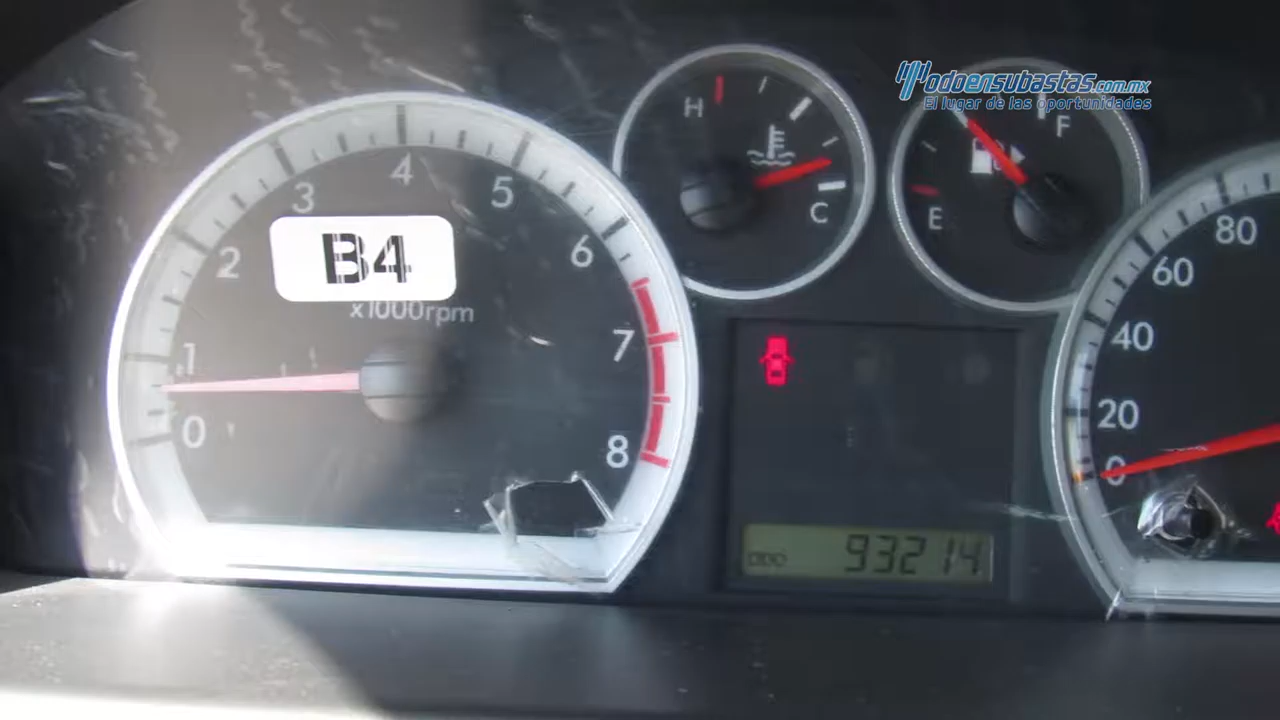 Todoensubastas.com.mx
El lugar de las oportunidades
H
C
F
E
0
1
2
3
4
5
6
7
8
B4
x1000rpm
0
20
40
60
80
ODO
93214